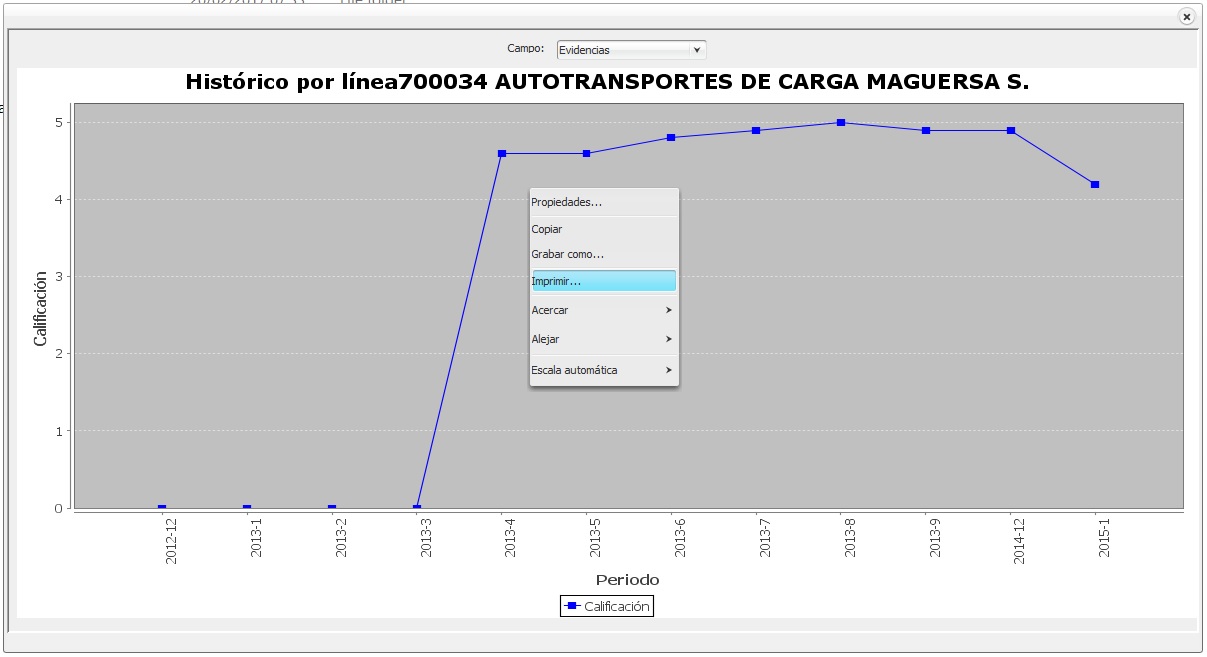 Campo: Evidencias
Histórico por línea700034 AUTOTRANSPORTES DE CARGA MAGUERSA S.
Calificación
5
4
3
2
1
0
Propiedades...
Copiar
Grabar como...
Imprimir...
Acercar
Alejar
Escala automática
2012-12
2013-1
2013-2
2013-3
2013-4
2013-5
2013-6
2013-7
2013-8
2013-9
2014-12
2015-1
Periodo
Calificación